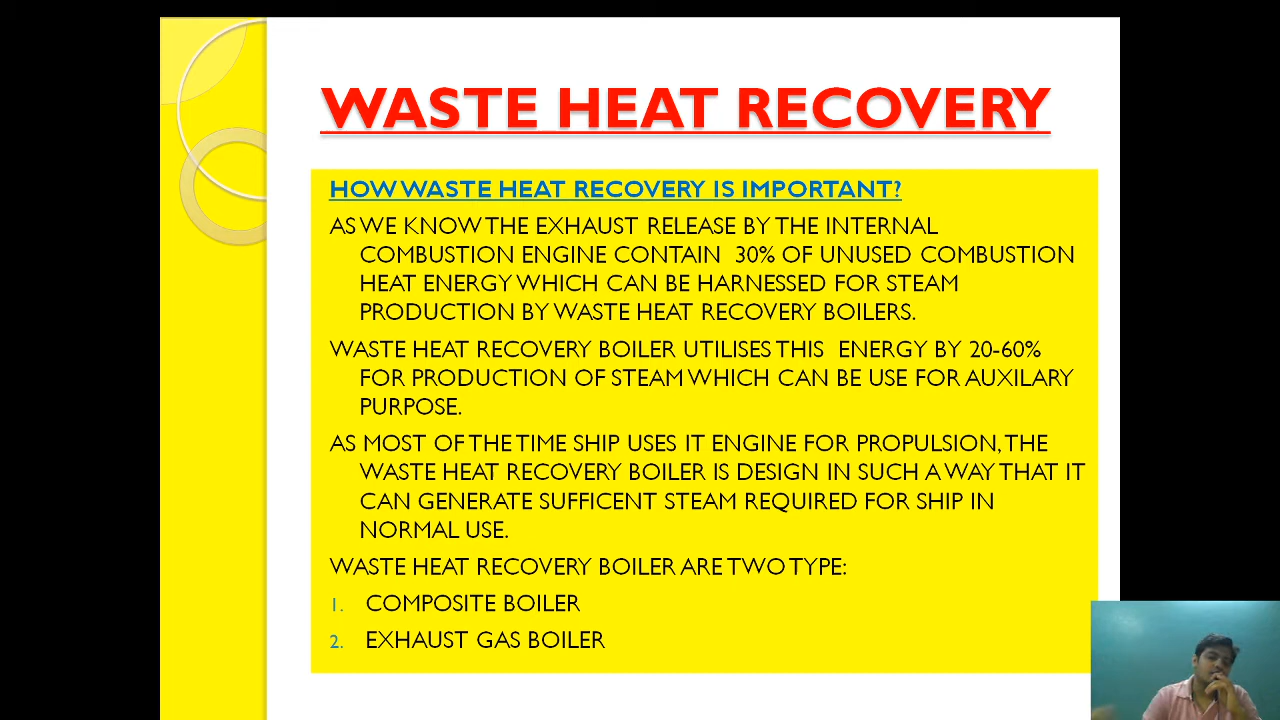 WASTE HEAT RECOVERY
HOW WASTE HEAT RECOVERY IS IMPORTANT?
AS WE KNOW THE EXHAUST RELEASE BY THE INTERNAL
COMBUSTION ENGINE CONTAIN 30% OF UNUSED COMBUSTION
HEAT ENERGY WHICH CAN BE HARNESSED FOR STEAM
PRODUCTION BY WASTE HEAT RECOVERY BOILERS.
WASTE HEAT RECOVERY BOILER UTILISES THIS ENERGY BY 20-60%
FOR PRODUCTION OF STEAM WHICH CAN BE USE FOR AUXILARY
PURPOSE.
AS MOST OF THE TIME SHIP USES IT ENGINE FOR PROPULSION, THE
WASTE HEAT RECOVERY BOILER IS DESIGN IN SUCH A WAY THAT IT
CAN GENERATE SUFFICENT STEAM REQUIRED FOR SHIP IN
NORMAL USE.
WASTE HEAT RECOVERY BOILER ARE TWO TYPE:
1. COMPOSITE BOILER
2. EXHAUST GAS BOILER